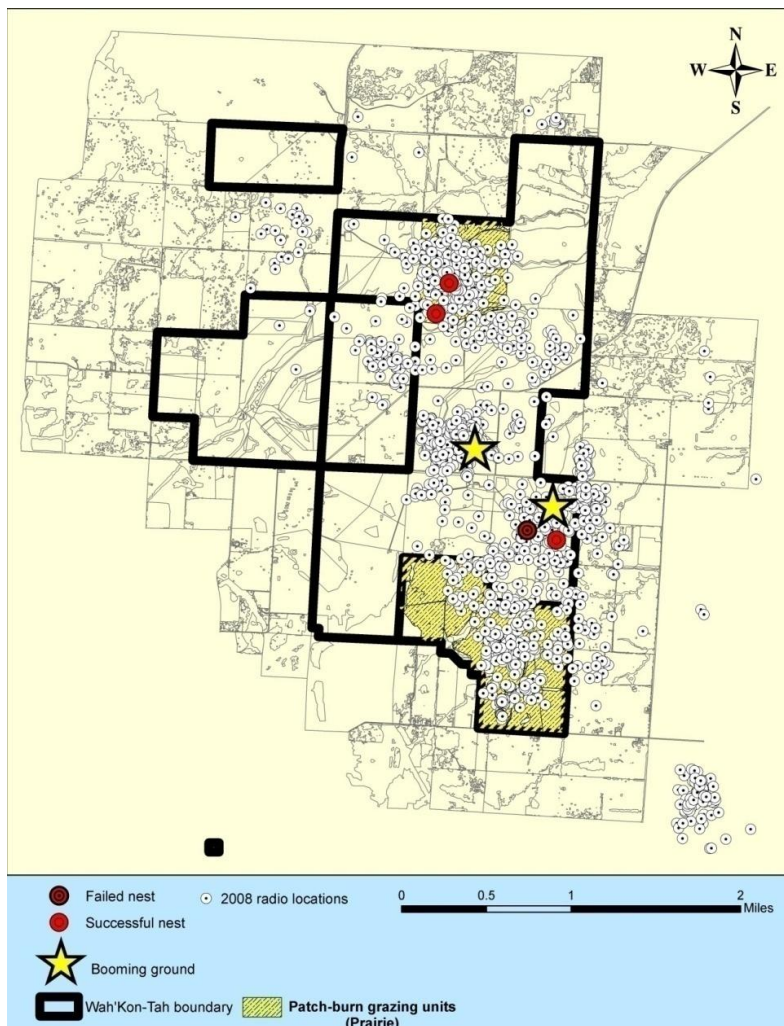 N
W E
S
Failed nest 2008 radio locations 0 0.5 1 2
Miles
Successful nest
Booming ground
Wah'Kon-Tah boundary Patch-burn grazing units
(Prairie)